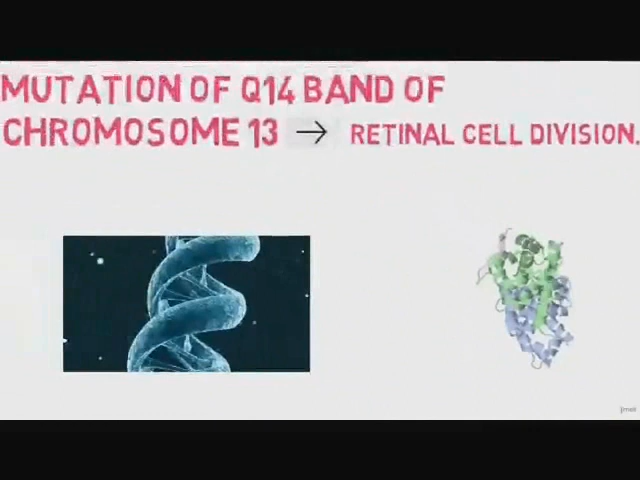 MUTATION OF Q14 BAND OF
CHROMOSOME 13 → RETINAL CELL DIVISION.